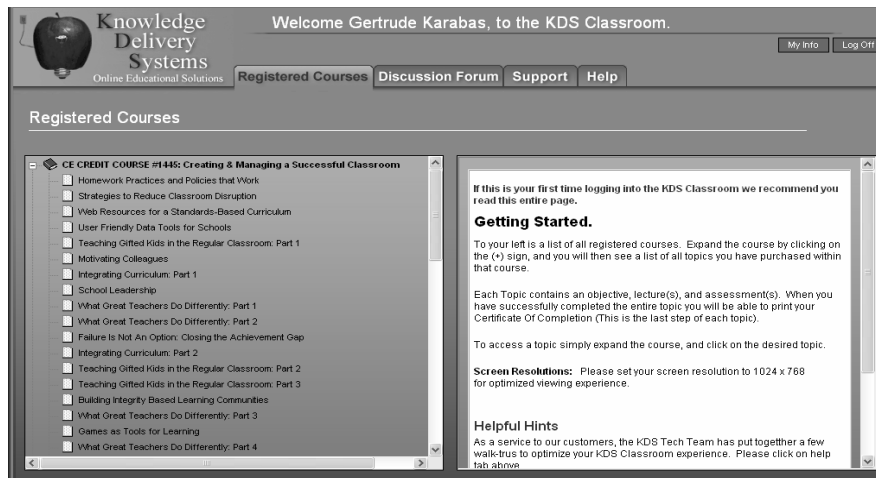 Knowledge
Delivery
Systems
Online Educational Solutions
Welcome Gertrude Karabas, to the KDS Classroom.
My Info
Log Off
Registered Courses
Discussion Forum
Support
Help
Registered Courses
CE CREDIT COURSE #1445: Creating & Managing a Successful Classroom
Homework Practices and Policies that Work
Strategies to Reduce Classroom Disruption
Web Resources for a Standards-Based Curriculum
User Friendly Data Tools for Schools
Teaching Gifted Kids in the Regular Classroom: Part 1
Motivating Colleagues
Integrating Curriculum: Part 1
School Leadership
What Great Teachers Do Differently: Part 1
What Great Teachers Do Differently: Part 2
Failure Is Not An Option: Closing the Achievement Gap
Integrating Curriculum: Part 2
Teaching Gifted Kids in the Regular Classroom: Part 2
Teaching Gifted Kids in the Regular Classroom: Part 3
Building Integrity Based Learning Communities
What Great Teachers Do Differently: Part 3
Games as Tools for Learning
What Great Teachers Do Differently: Part 4
If this is your first time logging into the KDS Classroom we recommend you
read this entire page.
Getting Started.
To your left is a list of all registered courses. Expand the course by clicking on
the (+) sign, and you will then see a list of all topics you have purchased within
that course.
Each Topic contains an objective, lecture(s), and assessment(s). When you
have successfully completed the entire topic you will be able to print your
Certificate Of Completion (This is the last step of each topic).
To access a topic simply expand the course, and click on the desired topic.
Screen Resolutions: Please set your screen resolution to 1024 x 768
for optimized viewing experience.
Helpful Hints
As a service to our customers, the KDS Tech Team has put togetther a few
walk-trus to optimize your KDS Classroom experience. Please click on help
tab above